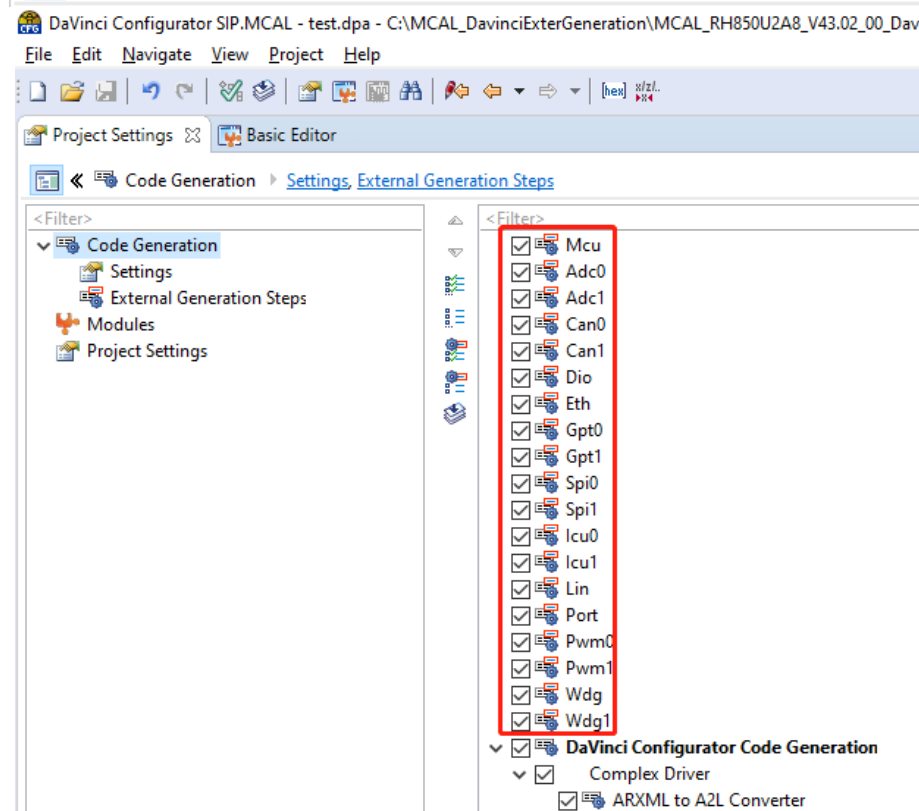 DaVinci Configurator SIP.MCAL - test.dpa - C:\MCAL_DavinciExterGeneration\MCAL_RH850U2A8_V43.02_00_Dav
File Edit Navigate View Project Help
[hex] x/z/..
Project Settings Basic Editor
Code Generation Settings, External Generation Steps
<Filter> <Filter>
Code Generation
Settings
External Generation Steps
Modules
Project Settings
Mcu
Adc0
Adc1
Can0
Can1
Dio
Eth
Gpt0
Gpt1
Spi0
Spi1
Icu0
Icu1
Lin
Port
Pwm0
Pwm1
Wdg
Wdg1
DaVinci Configurator Code Generation
Complex Driver
ARXML to A2L Converter